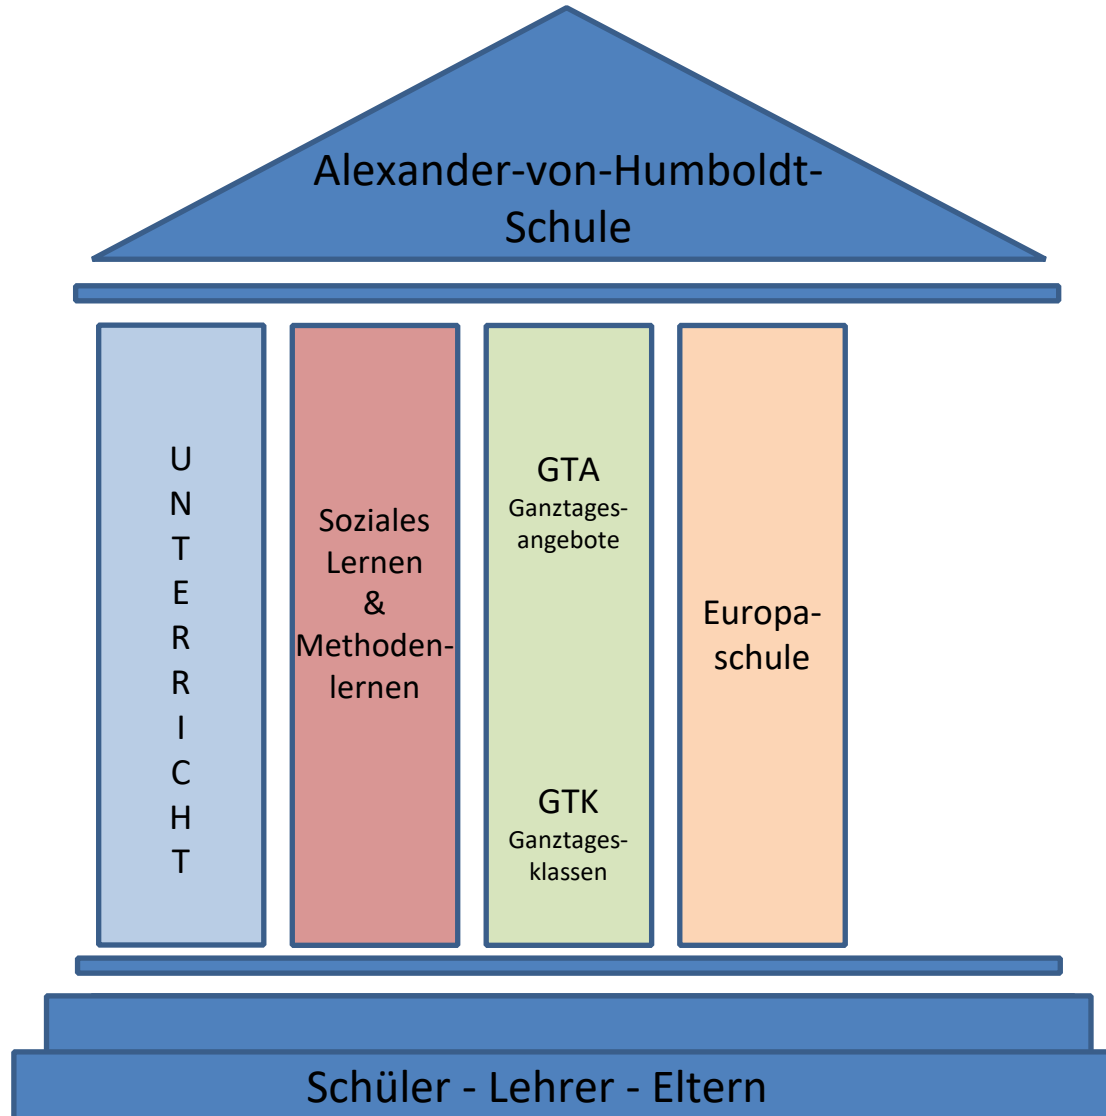 Alexander-von-Humboldt-
Schule
UNTERRICHT
Soziales
Lernen
&
Methoden-
lernen
GTA
Ganztages-
angebote
GTK
Ganztages-
klassen
Europa-
schule
Schüler - Lehrer - Eltern